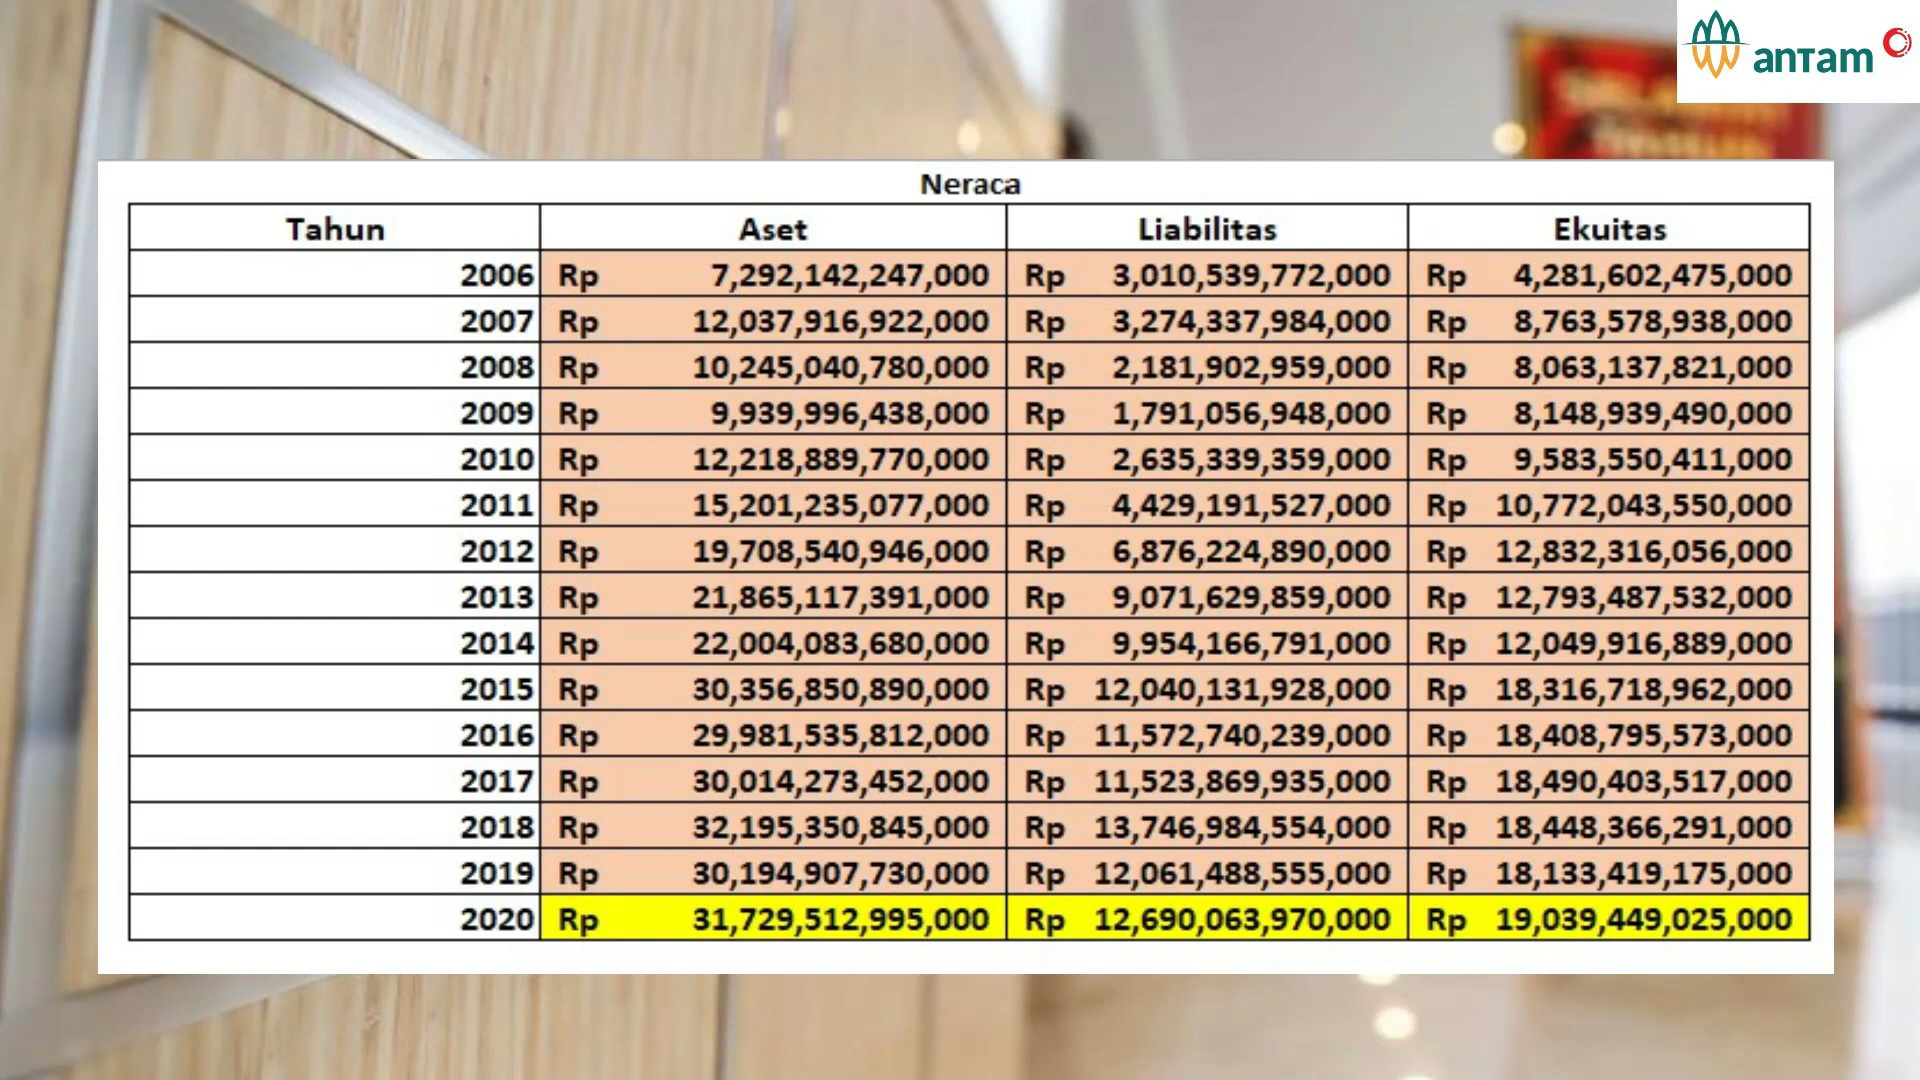 anTam
Neraca
Tahun Aset Liabilitas Ekuitas
2006 Rp 7,292,142,247,000 Rp 3,010,539,772,000 Rp 4,281,602,475,000
2007 Rp 12,037,916,922,000 Rp 3,274,337,984,000 Rp 8,763,578,938,000
2008 Rp 10,245,040,780,000 Rp 2,181,902,959,000 Rp 8,063,137,821,000
2009 Rp 9,939,996,438,000 Rp 1,791,056,948,000 Rp 8,148,939,490,000
2010 Rp 12,218,889,770,000 Rp 2,635,339,359,000 Rp 9,583,550,411,000
2011 Rp 15,201,235,077,000 Rp 4,429,191,527,000 Rp 10,772,043,550,000
2012 Rp 19,708,540,946,000 Rp 6,876,224,890,000 Rp 12,832,316,056,000
2013 Rp 21,865,117,391,000 Rp 9,071,629,859,000 Rp 12,793,487,532,000
2014 Rp 22,004,083,680,000 Rp 9,954,166,791,000 Rp 12,049,916,889,000
2015 Rp 30,356,850,890,000 Rp 12,040,131,928,000 Rp 18,316,718,962,000
2016 Rp 29,981,535,812,000 Rp 11,572,740,239,000 Rp 18,408,795,573,000
2017 Rp 30,014,273,452,000 Rp 11,523,869,935,000 Rp 18,490,403,517,000
2018 Rp 32,195,350,845,000 Rp 13,746,984,554,000 Rp 18,448,366,291,000
2019 Rp 30,194,907,730,000 Rp 12,061,488,555,000 Rp 18,133,419,175,000
2020 Rp 31,729,512,995,000 Rp 12,690,063,970,000 Rp 19,039,449,025,000